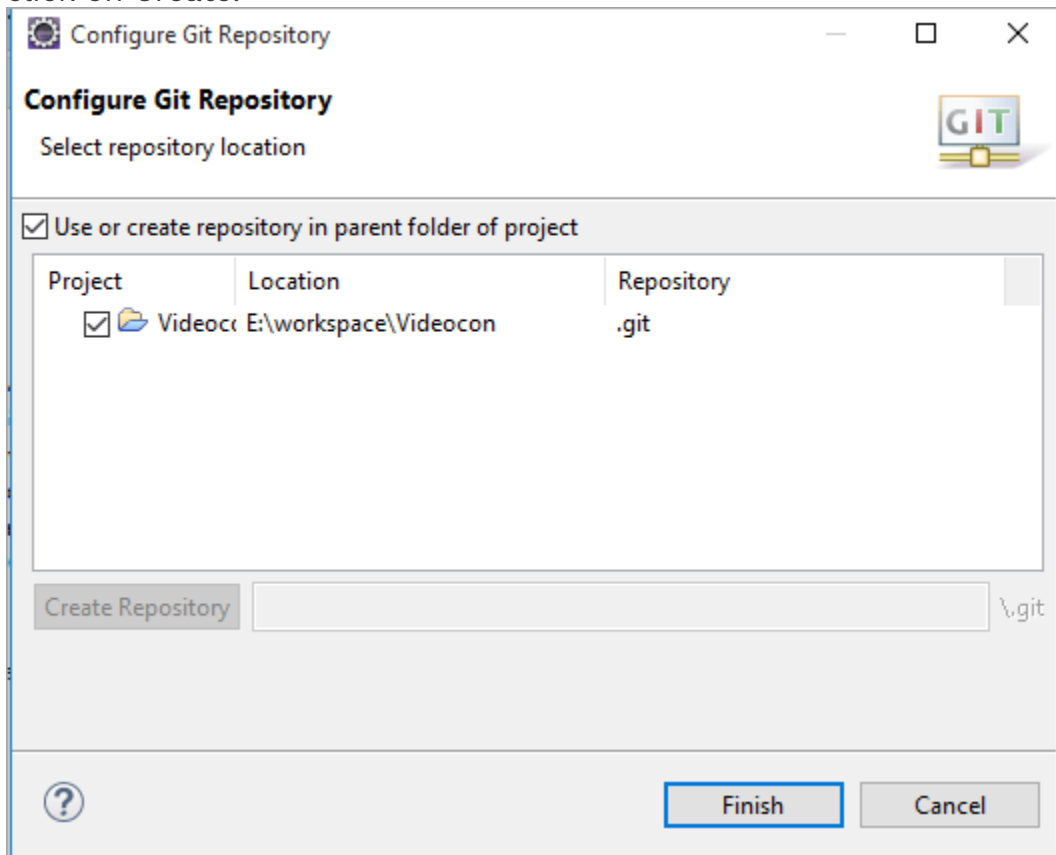 Configure Git Repository
Configure Git Repository
Select repository location
GIT
Use or create repository in parent folder of project
Project Location Repository
Videoc E:\workspace\Videocon .git
Create Repository \.git
? Finish Cancel